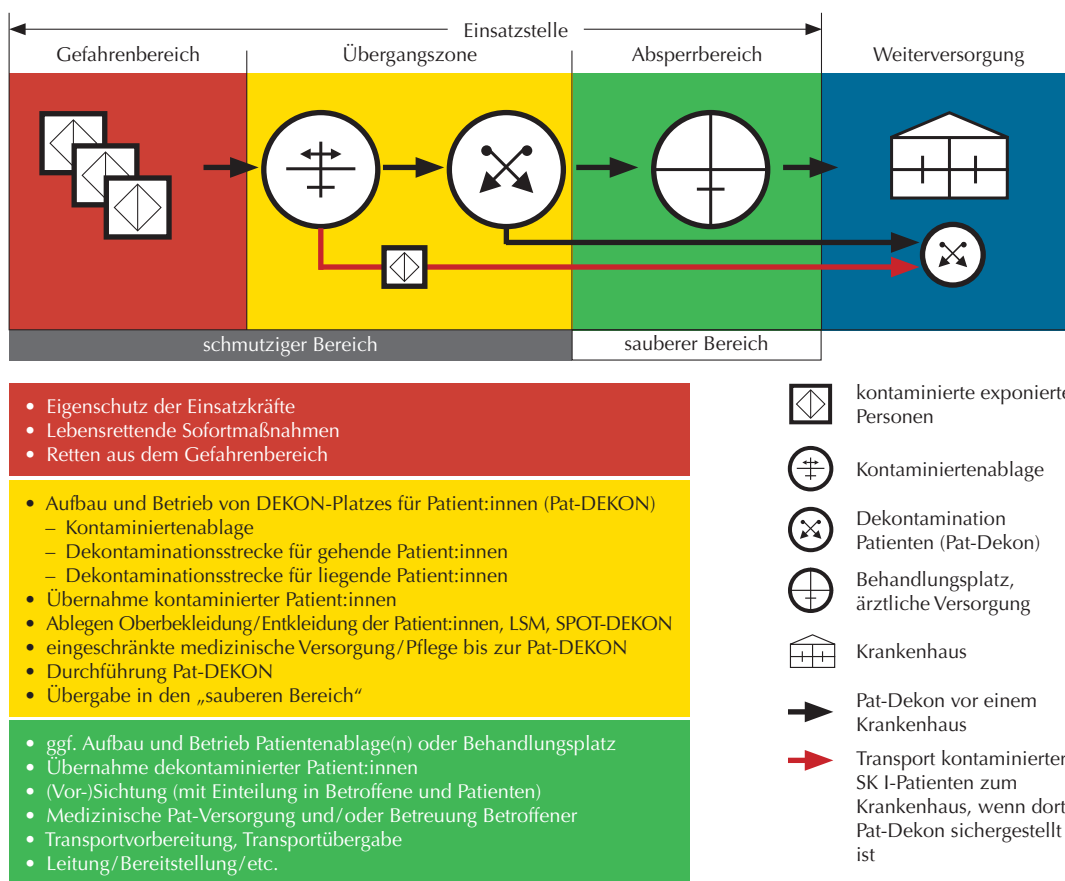 Einsatzstelle
Gefahrenbereich
Übergangszone
Absperrbereich
Weiterversorgung
schmutziger Bereich
sauberer Bereich
• Eigenschutz der Einsatzkräfte
• Lebensrettende Sofortmaßnahmen
• Retten aus dem Gefahrenbereich
• Aufbau und Betrieb von DEKON-Platzes für Patient:innen (Pat-DEKON)
– Kontaminiertenablage
– Dekontaminationsstrecke für gehende Patient:innen
– Dekontaminationsstrecke für liegende Patient:innen
• Übernahme kontaminierter Patient:innen
• Ablegen Oberbekleidung/Entkleidung der Patient:innen, LSM, SPOT-DEKON
• eingeschränkte medizinische Versorgung/Pflege bis zur Pat-DEKON
• Durchführung Pat-DEKON
• Übergabe in den „sauberen Bereich“
• ggf. Aufbau und Betrieb Patientenablage(n) oder Behandlungsplatz
• Übernahme dekontaminierter Patient:innen
• (Vor-)Sichtung (mit Einteilung in Betroffene und Patienten)
• Medizinische Pat-Versorgung und/oder Betreuung Betroffener
• Transportvorbereitung, Transportübergabe
• Leitung/Bereitstellung/etc.
kontaminierte exponierte
Personen
Kontaminiertenablage
Dekontamination
Patienten (Pat-Dekon)
Behandlungsplatz,
ärztliche Versorgung
Krankenhaus
Pat-Dekon vor einem
Krankenhaus
Transport kontaminierter
SK I-Patienten zum
Krankenhaus, wenn dort
Pat-Dekon sichergestellt
ist